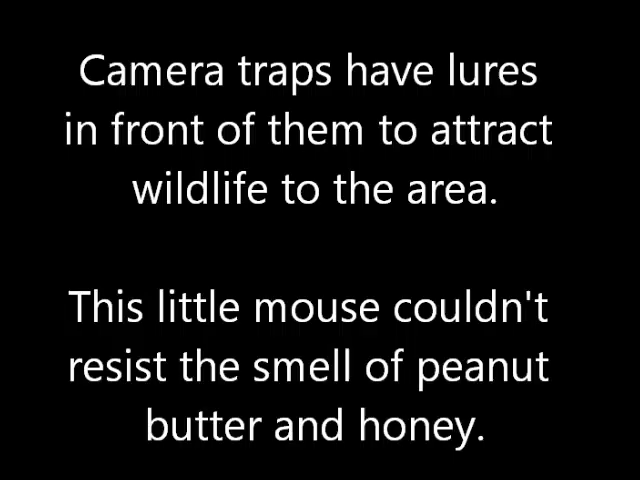 Camera traps have lures
in front of them to attract
wildlife to the area.
This little mouse couldn't
resist the smell of peanut
butter and honey.